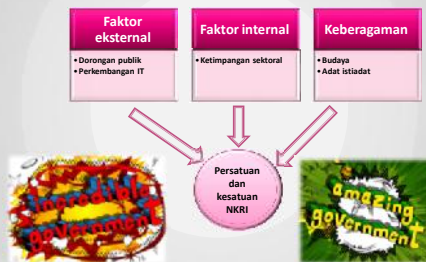 Faktor
eksternal
• Dorongan publik
• Perkembangan IT
Faktor internal
• Ketimpangan sektoral
Keberagaman
• Budaya
• Adat istiadat
Persatuan
dan
kesatuan
NKRI
incredible
government
amazing
government